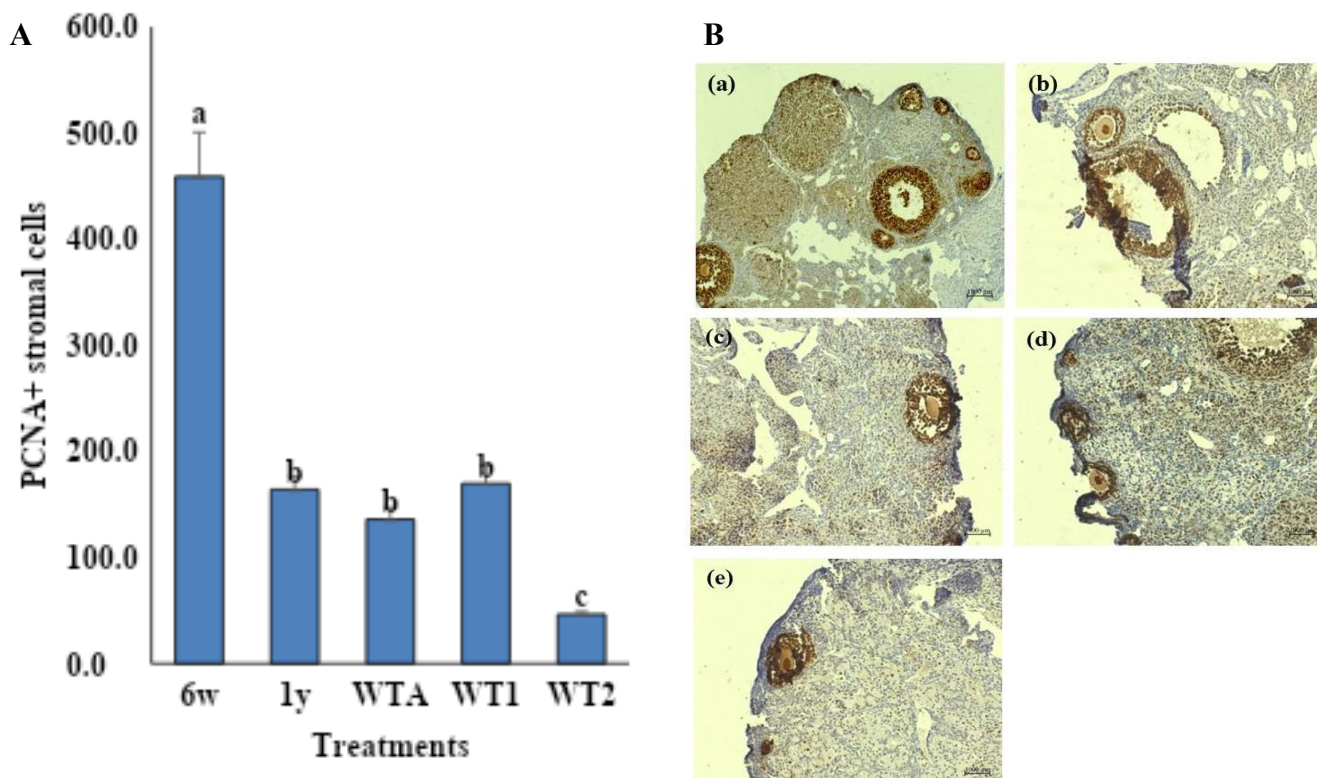 A
PCNA+ stromal cells
600.0
500.0
400.0
300.0
200.0
100.0
0.0
a
b
b
b
c
6w 1y WTA WT1 WT2
Treatments
B
(a)
(b)
(c)
(d)
(e)